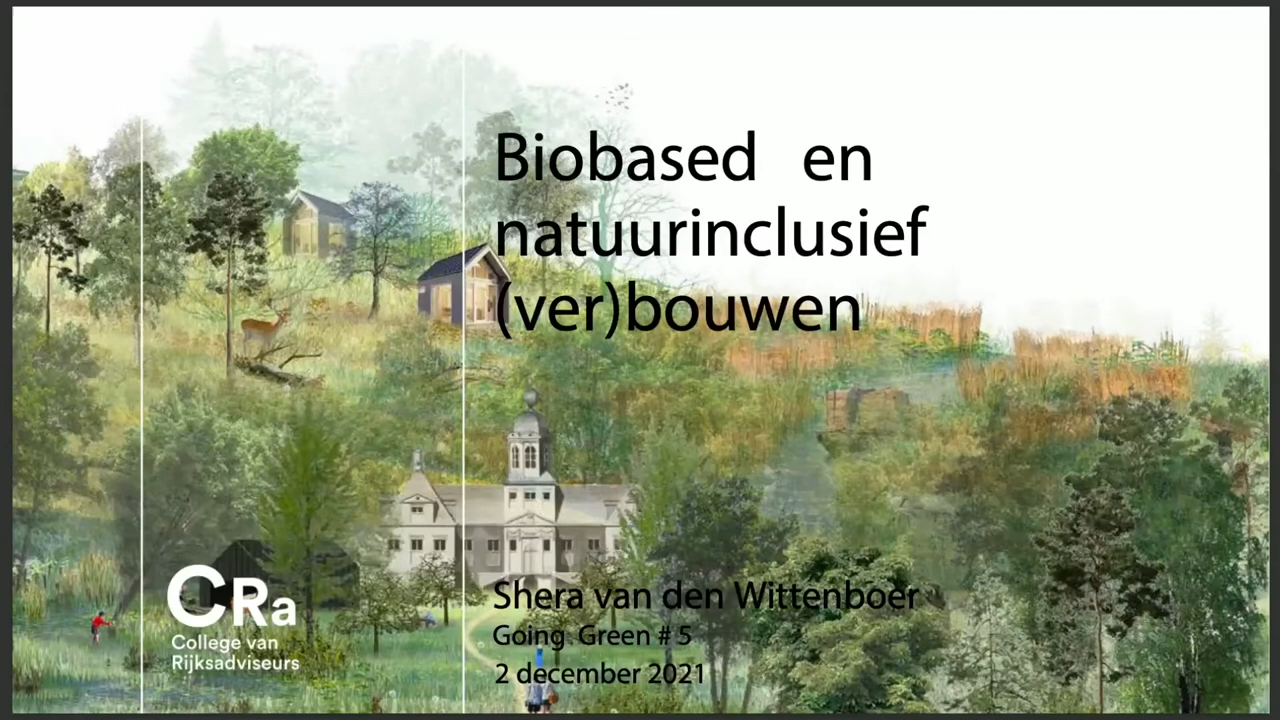 Biobased en
natuurinclusief
(ver)bouwen
CRa
College van
Rijksadviseurs
Shera van den Wittenboer
Going Green # 5
2 december 2021